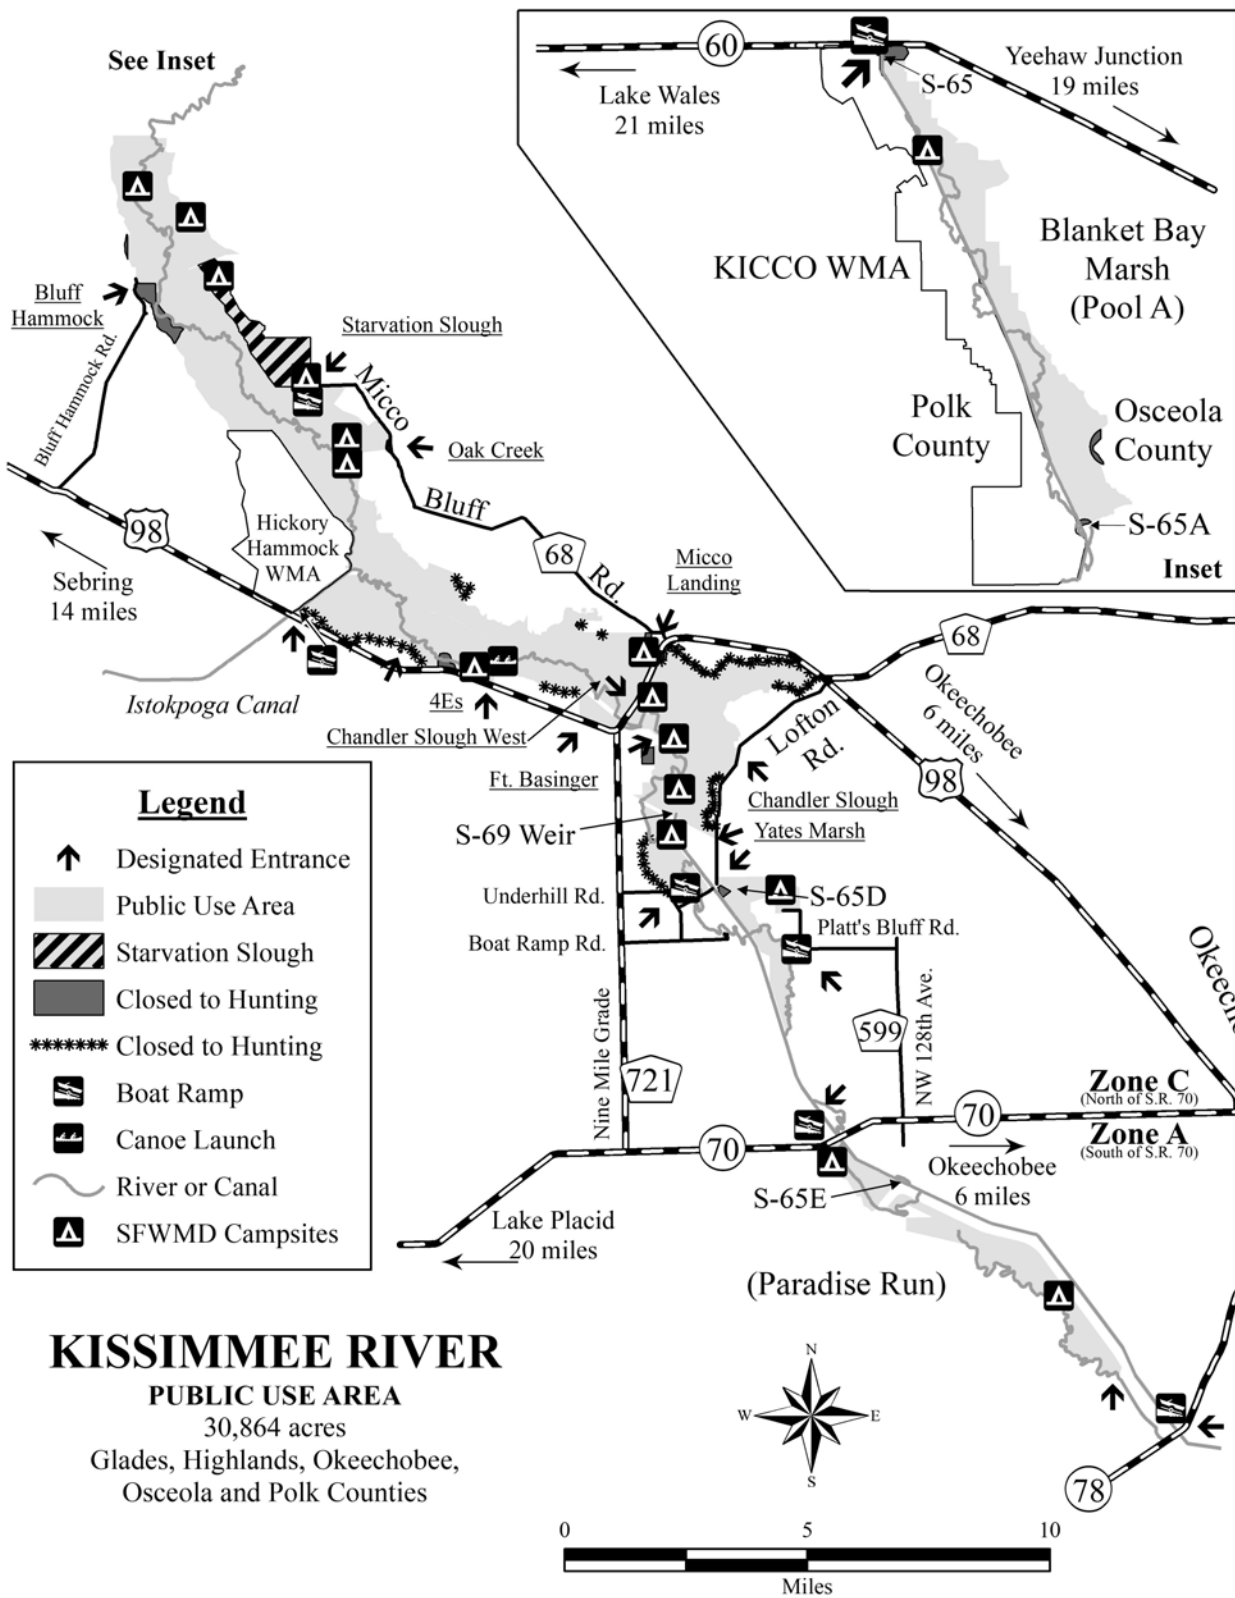 See Inset
60
Lake Wales
21 miles
S-65
Yeehaw Junction
19 miles
KICCO WMA
Blanket Bay
Marsh
(Pool A)
Polk
County
Osceola
County
S-65A
Inset
Bluff
Hammock
Bluff Hammock Rd.
Starvation Slough
Micco
Bluff
Rd.
Oak Creek
98
Sebring
14 miles
Hickory
Hammock
WMA
68
Micco
Landing
68
Istokpoga Canal
4Es
Chandler Slough West
Ft. Basinger
Lofton
Rd.
Okeechobee
6 miles
98
Chandler Slough
S-69 Weir
Yates Marsh
Underhill Rd.
S-65D
Boat Ramp Rd.
Platt's Bluff Rd.
Nine Mile Grade
721
599
NW 128th Ave.
Okeech
Zone C
(North of S.R. 70)
70
70
Zone A
(South of S.R. 70)
Okeechobee
6 miles
S-65E
Lake Placid
20 miles
(Paradise Run)
78
Legend
Designated Entrance
Public Use Area
Starvation Slough
Closed to Hunting
Closed to Hunting
Boat Ramp
Canoe Launch
River or Canal
SFWMD Campsites
KISSIMMEE RIVER
PUBLIC USE AREA
30,864 acres
Glades, Highlands, Okeechobee,
Osceola and Polk Counties
N
W E
S
0 5 10
Miles